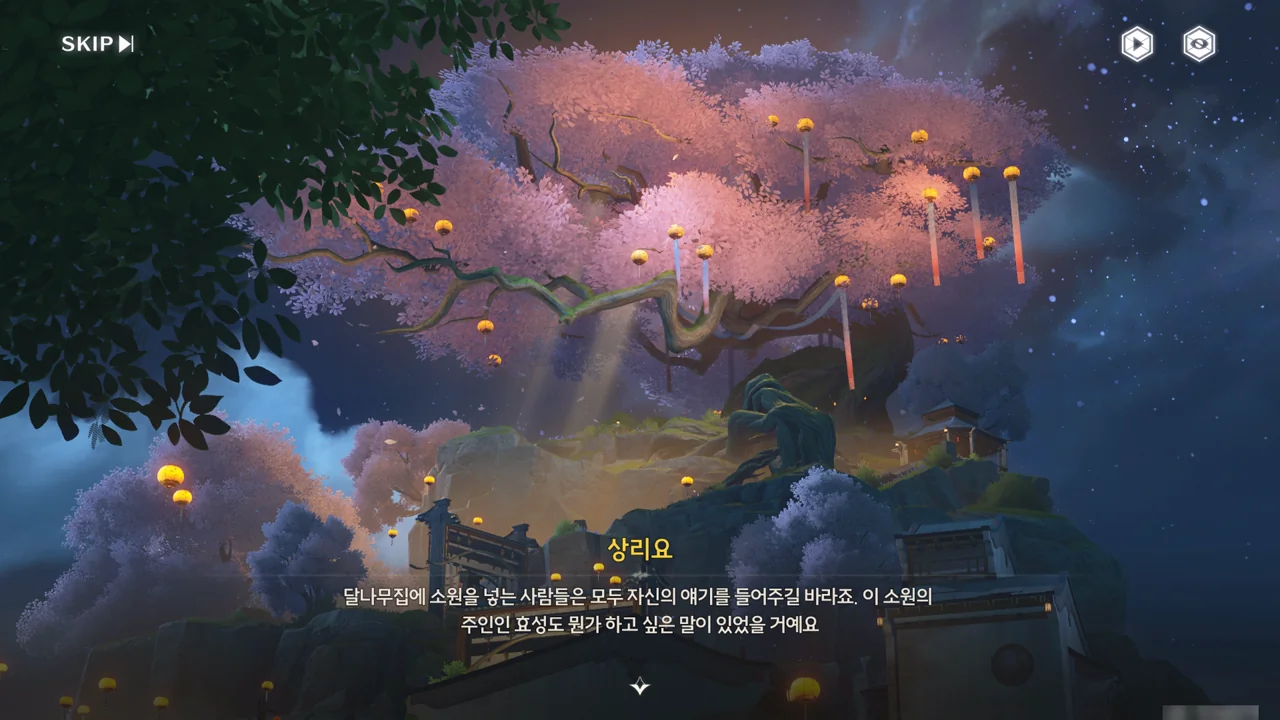 SKIP
상리요
달나무집에 소원을 넣는 사람들은 모두 자신의 얘기를 들어주길 바라죠. 이 소원의
주인인 효성도 뭔가 하고 싶은 말이 있었을 거예요